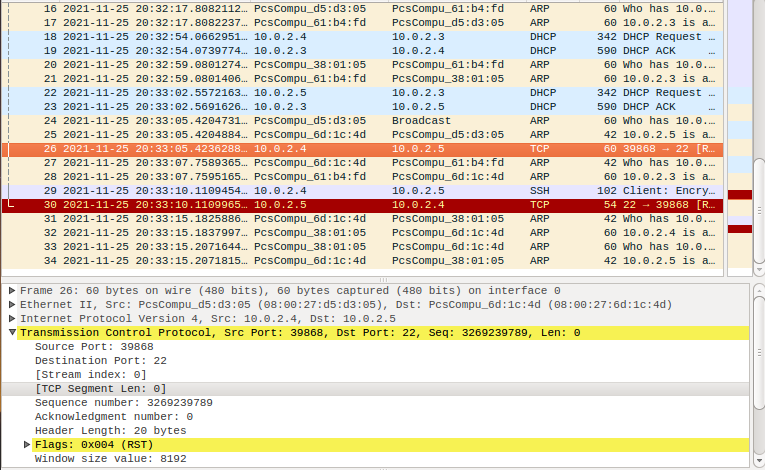 16 2021-11-25 20:32:17.8082112… PcsCompu_d5:d3:05 PcsCompu_61:b4:fd ARP 60 Who has 10.0.…
17 2021-11-25 20:32:17.8082237… PcsCompu_61:b4:fd PcsCompu_d5:d3:05 ARP 60 10.0.2.3 is a…
18 2021-11-25 20:32:54.0662951… 10.0.2.4 10.0.2.3 DHCP 342 DHCP Request …
19 2021-11-25 20:32:54.0739774… 10.0.2.3 10.0.2.4 DHCP 590 DHCP ACK …
20 2021-11-25 20:32:59.0801274… PcsCompu_38:01:05 PcsCompu_61:b4:fd ARP 60 Who has 10.0.…
21 2021-11-25 20:32:59.0801406… PcsCompu_61:b4:fd PcsCompu_38:01:05 ARP 60 10.0.2.3 is a…
22 2021-11-25 20:33:02.5572163… 10.0.2.5 10.0.2.3 DHCP 342 DHCP Request …
23 2021-11-25 20:33:02.5691626… 10.0.2.3 10.0.2.5 DHCP 590 DHCP ACK …
24 2021-11-25 20:33:05.4204731… PcsCompu_d5:d3:05 Broadcast ARP 60 Who has 10.0.…
25 2021-11-25 20:33:05.4204884… PcsCompu_6d:1c:4d PcsCompu_d5:d3:05 ARP 42 10.0.2.5 is a…
26 2021-11-25 20:33:05.4236288… 10.0.2.4 10.0.2.5 TCP 60 39868 → 22 [R…
27 2021-11-25 20:33:07.7589365… PcsCompu_6d:1c:4d PcsCompu_61:b4:fd ARP 42 Who has 10.0.…
28 2021-11-25 20:33:07.7595165… PcsCompu_61:b4:fd PcsCompu_6d:1c:4d ARP 60 10.0.2.3 is a…
29 2021-11-25 20:33:10.1109454… 10.0.2.4 10.0.2.5 SSH 102 Client: Encry…
30 2021-11-25 20:33:10.1109965… 10.0.2.5 10.0.2.4 TCP 54 22 → 39868 [R…
31 2021-11-25 20:33:15.1825886… PcsCompu_6d:1c:4d PcsCompu_38:01:05 ARP 42 Who has 10.0.…
32 2021-11-25 20:33:15.1837997… PcsCompu_38:01:05 PcsCompu_6d:1c:4d ARP 60 10.0.2.4 is a…
33 2021-11-25 20:33:15.2071644… PcsCompu_38:01:05 PcsCompu_6d:1c:4d ARP 60 Who has 10.0.…
34 2021-11-25 20:33:15.2071815… PcsCompu_6d:1c:4d PcsCompu_38:01:05 ARP 42 10.0.2.5 is a…
Frame 26: 60 bytes on wire (480 bits), 60 bytes captured (480 bits) on interface 0
Ethernet II, Src: PcsCompu_d5:d3:05 (08:00:27:d5:d3:05), Dst: PcsCompu_6d:1c:4d (08:00:27:6d:1c:4d)
Internet Protocol Version 4, Src: 10.0.2.4, Dst: 10.0.2.5
Transmission Control Protocol, Src Port: 39868, Dst Port: 22, Seq: 3269239789, Len: 0
Source Port: 39868
Destination Port: 22
[Stream index: 0]
[TCP Segment Len: 0]
Sequence number: 3269239789
Acknowledgment number: 0
Header Length: 20 bytes
Flags: 0x004 (RST)
Window size value: 8192